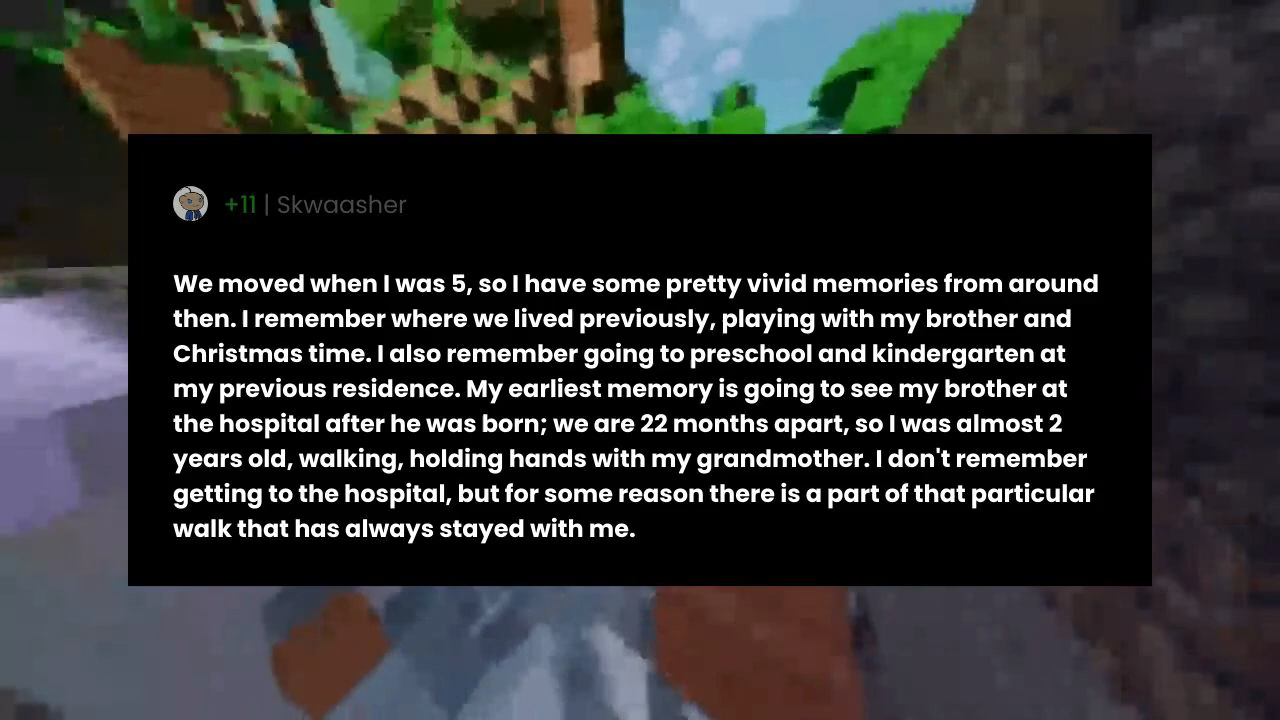 +11 | Skwaasher
We moved when I was 5, so I have some pretty vivid memories from around
then. I remember where we lived previously, playing with my brother and
Christmas time. I also remember going to preschool and kindergarten at
my previous residence. My earliest memory is going to see my brother at
the hospital after he was born; we are 22 months apart, so I was almost 2
years old, walking, holding hands with my grandmother. I don't remember
getting to the hospital, but for some reason there is a part of that particular
walk that has always stayed with me.